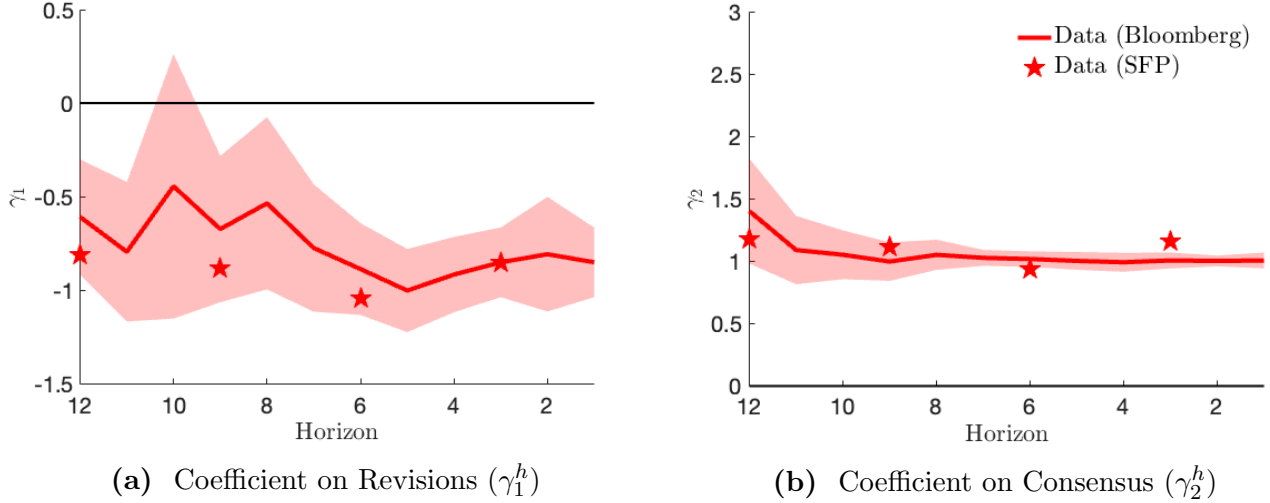 0.5
0
-0.5
-1
-1.5
γ1
12 10 8 6 4 2
Horizon
(a) Coefficient on Revisions (γ₁ʰ)
3
2.5
2
1.5
1
0.5
0
γ2
Data (Bloomberg)
Data (SFP)
12 10 8 6 4 2
Horizon
(b) Coefficient on Consensus (γ₂ʰ)